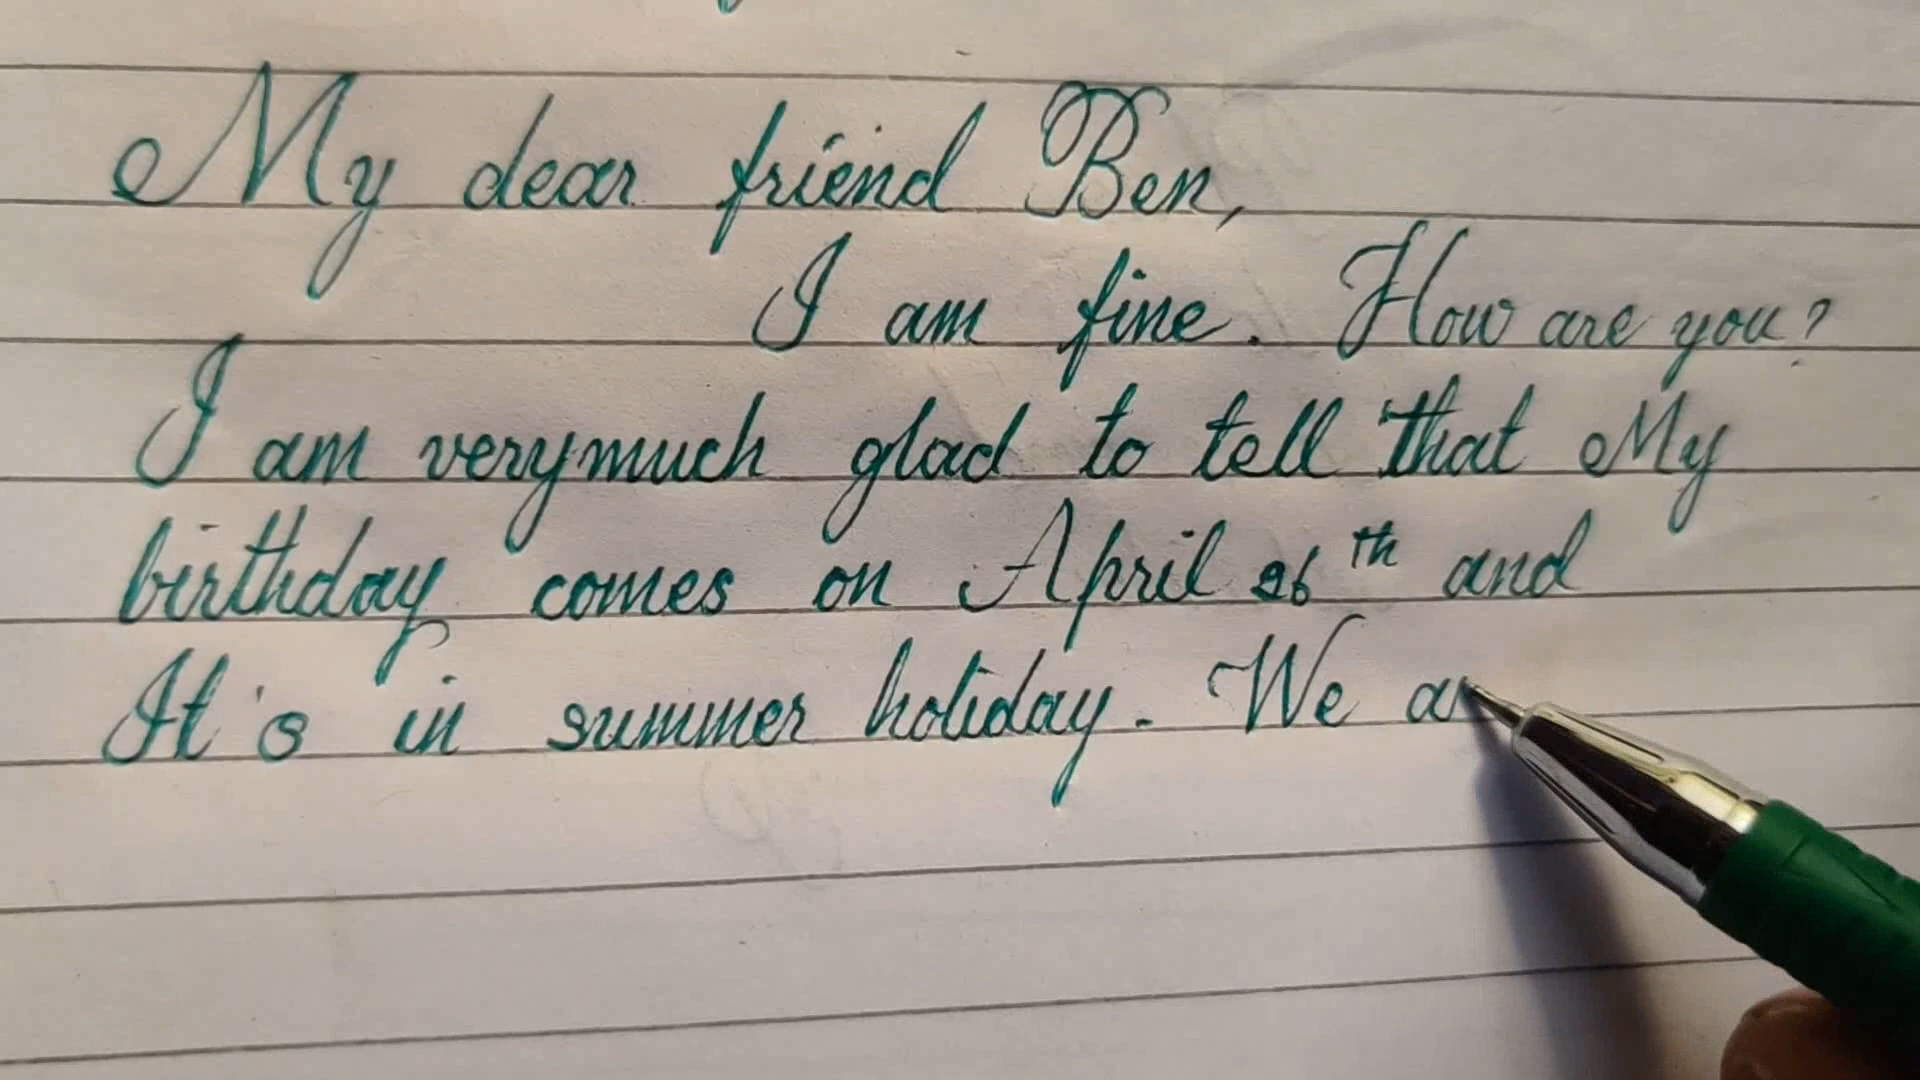 My dear friend Ben,
I am fine. How are you?
I am verymuch glad to tell that My
birthday comes on April 26th and
It's in summer holiday. We a